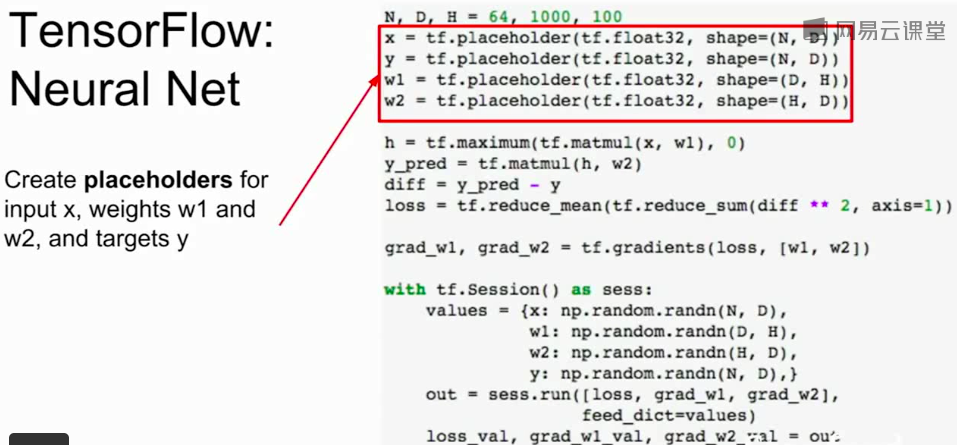 TensorFlow:
Neural Net
Create placeholders for
input x, weights w1 and
w2, and targets y
网易云课堂
N, D, H = 64, 1000, 100
x = tf.placeholder(tf.float32, shape=(N, D))
y = tf.placeholder(tf.float32, shape=(N, D))
w1 = tf.placeholder(tf.float32, shape=(D, H))
w2 = tf.placeholder(tf.float32, shape=(H, D))
h = tf.maximum(tf.matmul(x, w1), 0)
y_pred = tf.matmul(h, w2)
diff = y_pred - y
loss = tf.reduce_mean(tf.reduce_sum(diff ** 2, axis=1))
grad_w1, grad_w2 = tf.gradients(loss, [w1, w2])
with tf.Session() as sess:
values = {x: np.random.randn(N, D),
w1: np.random.randn(D, H),
w2: np.random.randn(H, D),
y: np.random.randn(N, D),}
out = sess.run([loss, grad_w1, grad_w2],
feed_dict=values)
loss_val, grad_w1_val, grad_w2_val = out